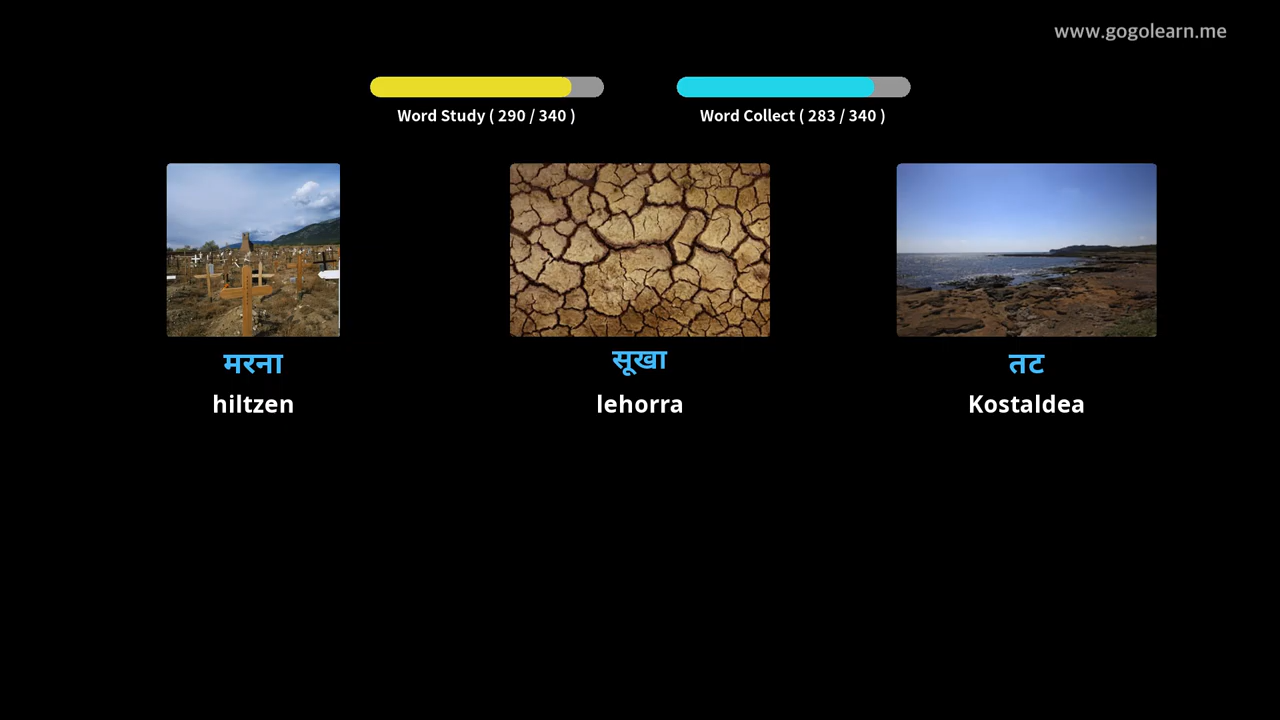 www.gogolearn.me
Word Study ( 290 / 340 )
Word Collect ( 283 / 340 )
मरना
सूखा
तट
hiltzen
lehorra
Kostaldea